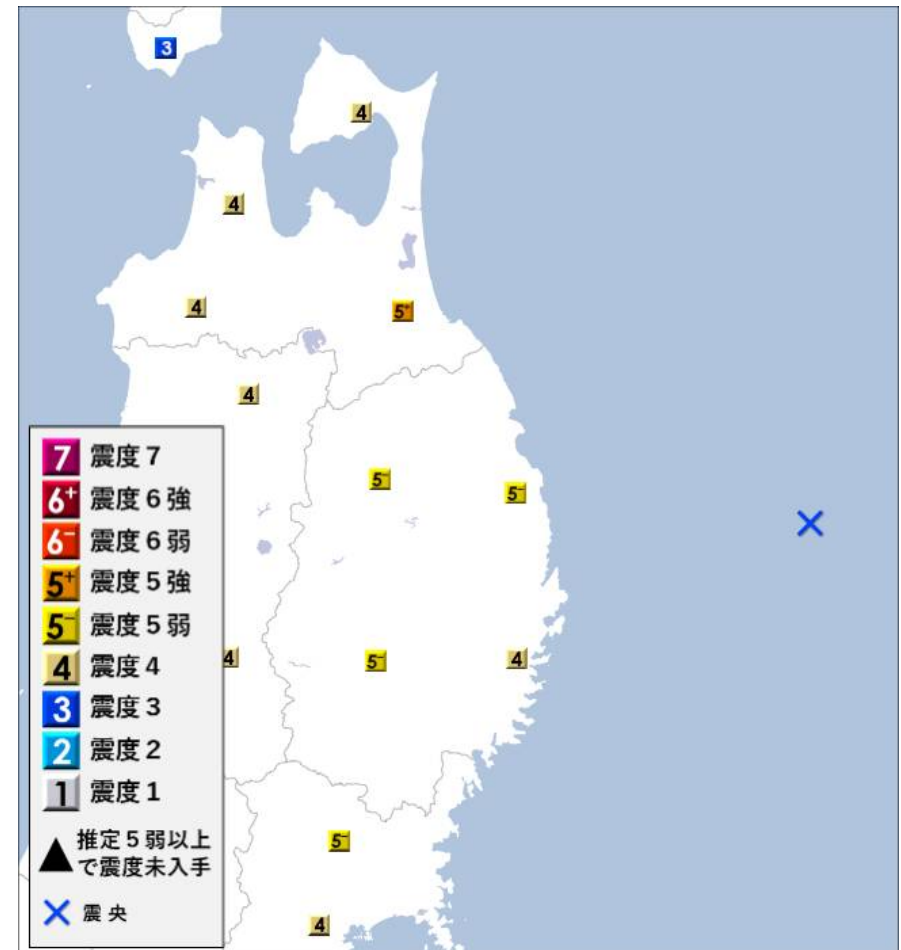 3
4
4
4
5+
4
5-
5-
4
5-
4
5-
4
7 震度７
6+ 震度６強
6- 震度６弱
5+ 震度５強
5- 震度５弱
4 震度４
3 震度３
2 震度２
1 震度１
推定５弱以上
で震度未入手
震央